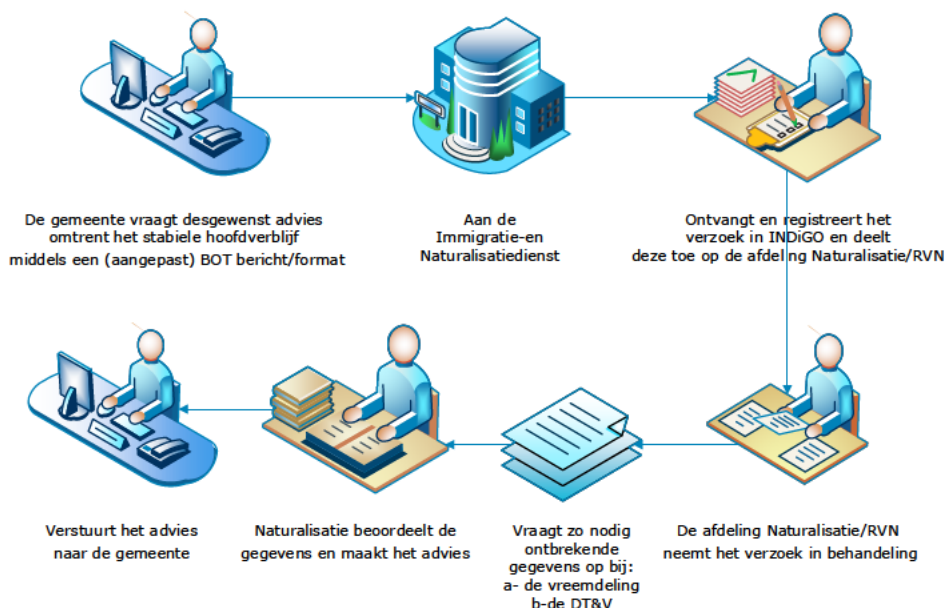 De gemeente vraagt desgewenst advies
omtrent het stabiele hoofdverblijf
middels een (aangepast) BOT bericht/format
Aan de
Immigratie-en
Naturalisatiedienst
Ontvangt en registreert het
verzoek in INDiGO en deelt
deze toe op de afdeling Naturalisatie/RVN
De afdeling Naturalisatie/RVN
neemt het verzoek in behandeling
Vraagt zo nodig
ontbrekende
gegevens op bij:
a- de vreemdeling
b-de DT&V
Naturalisatie beoordeelt de
gegevens en maakt het advies
Verstuurt het advies
naar de gemeente